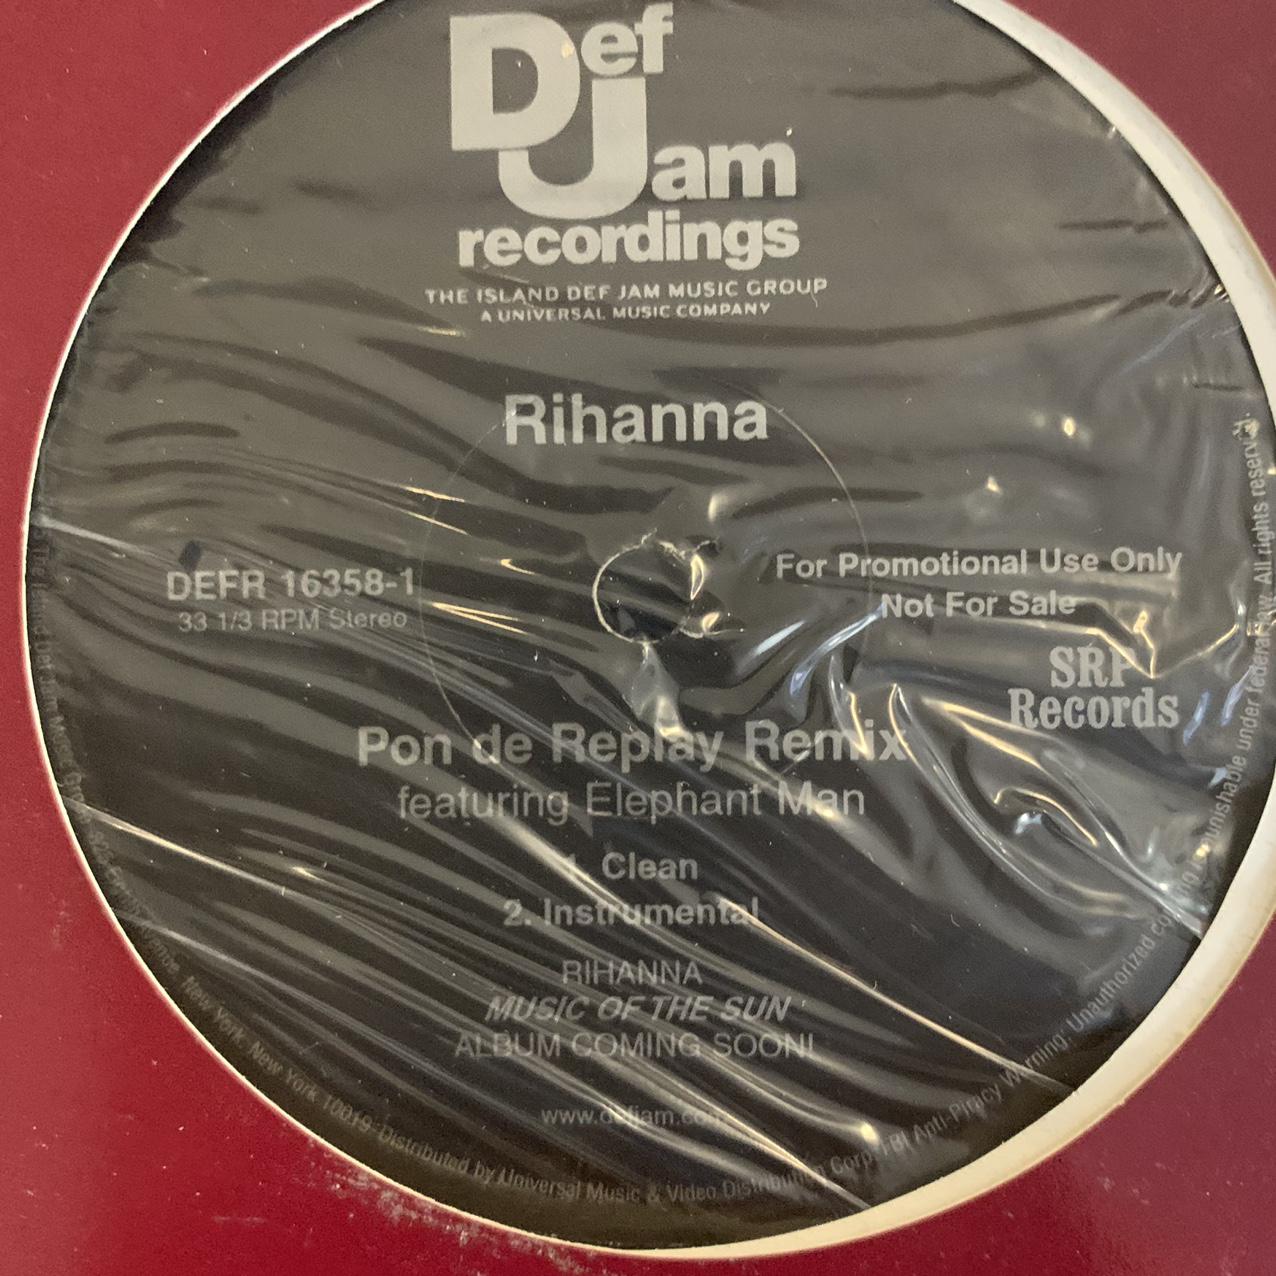 Def Jam
recordings
THE ISLAND DEF JAM MUSIC GROUP
A UNIVERSAL MUSIC COMPANY
Rihanna
DEFR 16358-1
33 1/3 RPM Stereo
For Promotional Use Only
Not For Sale
SRP
Records
Pon de Replay Remix
featuring Elephant Man
1. Clean
2. Instrumental
RIHANNA
MUSIC OF THE SUN
ALBUM COMING SOON!
www.defjam.com
Avenue, New York, New York 10019. Distributed by Universal Music & Video Distribution Corp. FBI Anti-Piracy Warning: Unauthorized punishable under federal law. All rights reserved.